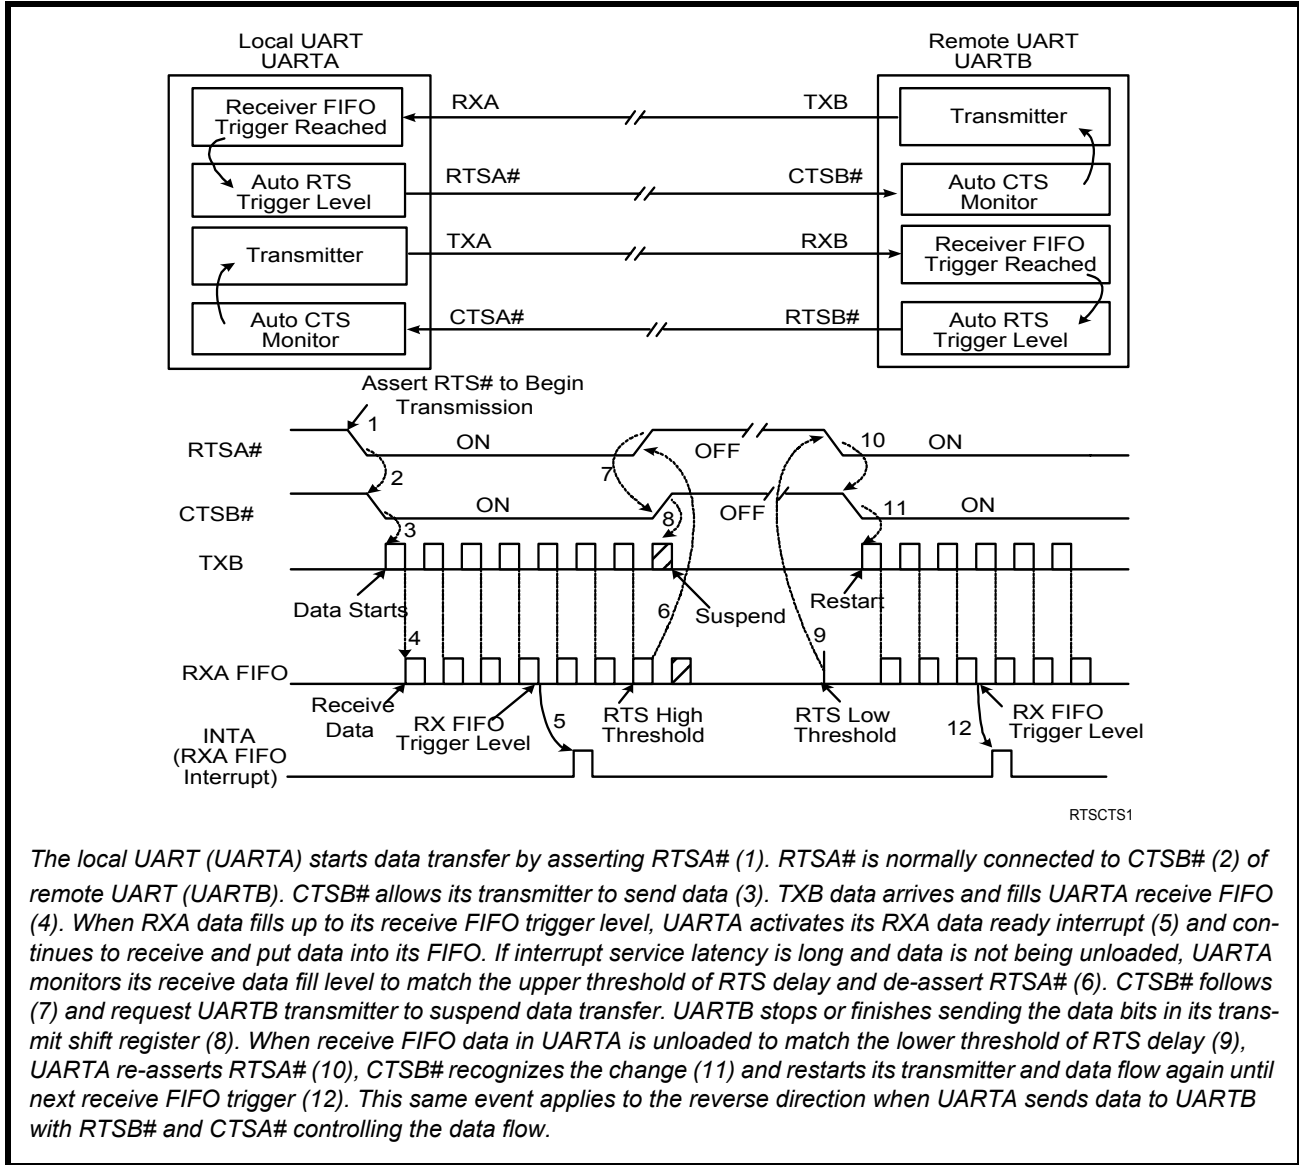 Local UART
UARTA
Remote UART
UARTB
Receiver FIFO
Trigger Reached
RXA
TXB
Transmitter
Auto RTS
Trigger Level
RTSA#
CTSB#
Auto CTS
Monitor
Transmitter
TXA
RXB
Receiver FIFO
Trigger Reached
Auto CTS
Monitor
CTSA#
RTSB#
Auto RTS
Trigger Level
Assert RTS# to Begin
Transmission
RTSA#
1
ON
7
OFF
10
ON
2
CTSB#
ON
3
8
OFF
11
ON
TXB
Data Starts
Suspend
Restart
4
6
9
RXA FIFO
Receive
Data
RX FIFO
Trigger Level
5
RTS High
Threshold
RTS Low
Threshold
12
RX FIFO
Trigger Level
INTA
(RXA FIFO
Interrupt)
RTSCTS1
The local UART (UARTA) starts data transfer by asserting RTSA# (1). RTSA# is normally connected to CTSB# (2) of
remote UART (UARTB). CTSB# allows its transmitter to send data (3). TXB data arrives and fills UARTA receive FIFO
(4). When RXA data fills up to its receive FIFO trigger level, UARTA activates its RXA data ready interrupt (5) and con-
tinues to receive and put data into its FIFO. If interrupt service latency is long and data is not being unloaded, UARTA
monitors its receive data fill level to match the upper threshold of RTS delay and de-assert RTSA# (6). CTSB# follows
(7) and request UARTB transmitter to suspend data transfer. UARTB stops or finishes sending the data bits in its trans-
mit shift register (8). When receive FIFO data in UARTA is unloaded to match the lower threshold of RTS delay (9),
UARTA re-asserts RTSA# (10), CTSB# recognizes the change (11) and restarts its transmitter and data flow again until
next receive FIFO trigger (12). This same event applies to the reverse direction when UARTA sends data to UARTB
with RTSB# and CTSA# controlling the data flow.